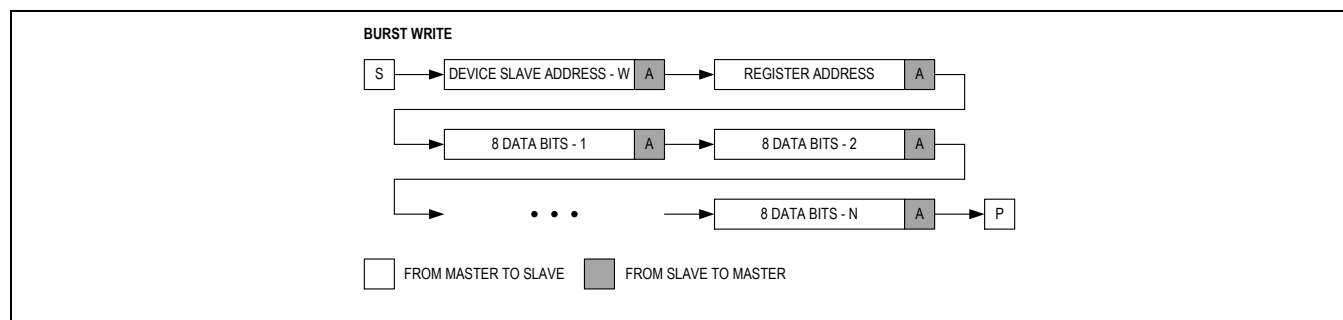 BURST WRITE
S DEVICE SLAVE ADDRESS - W A REGISTER ADDRESS A
8 DATA BITS - 1 A 8 DATA BITS - 2 A
• • • 8 DATA BITS - N A P
FROM MASTER TO SLAVE FROM SLAVE TO MASTER